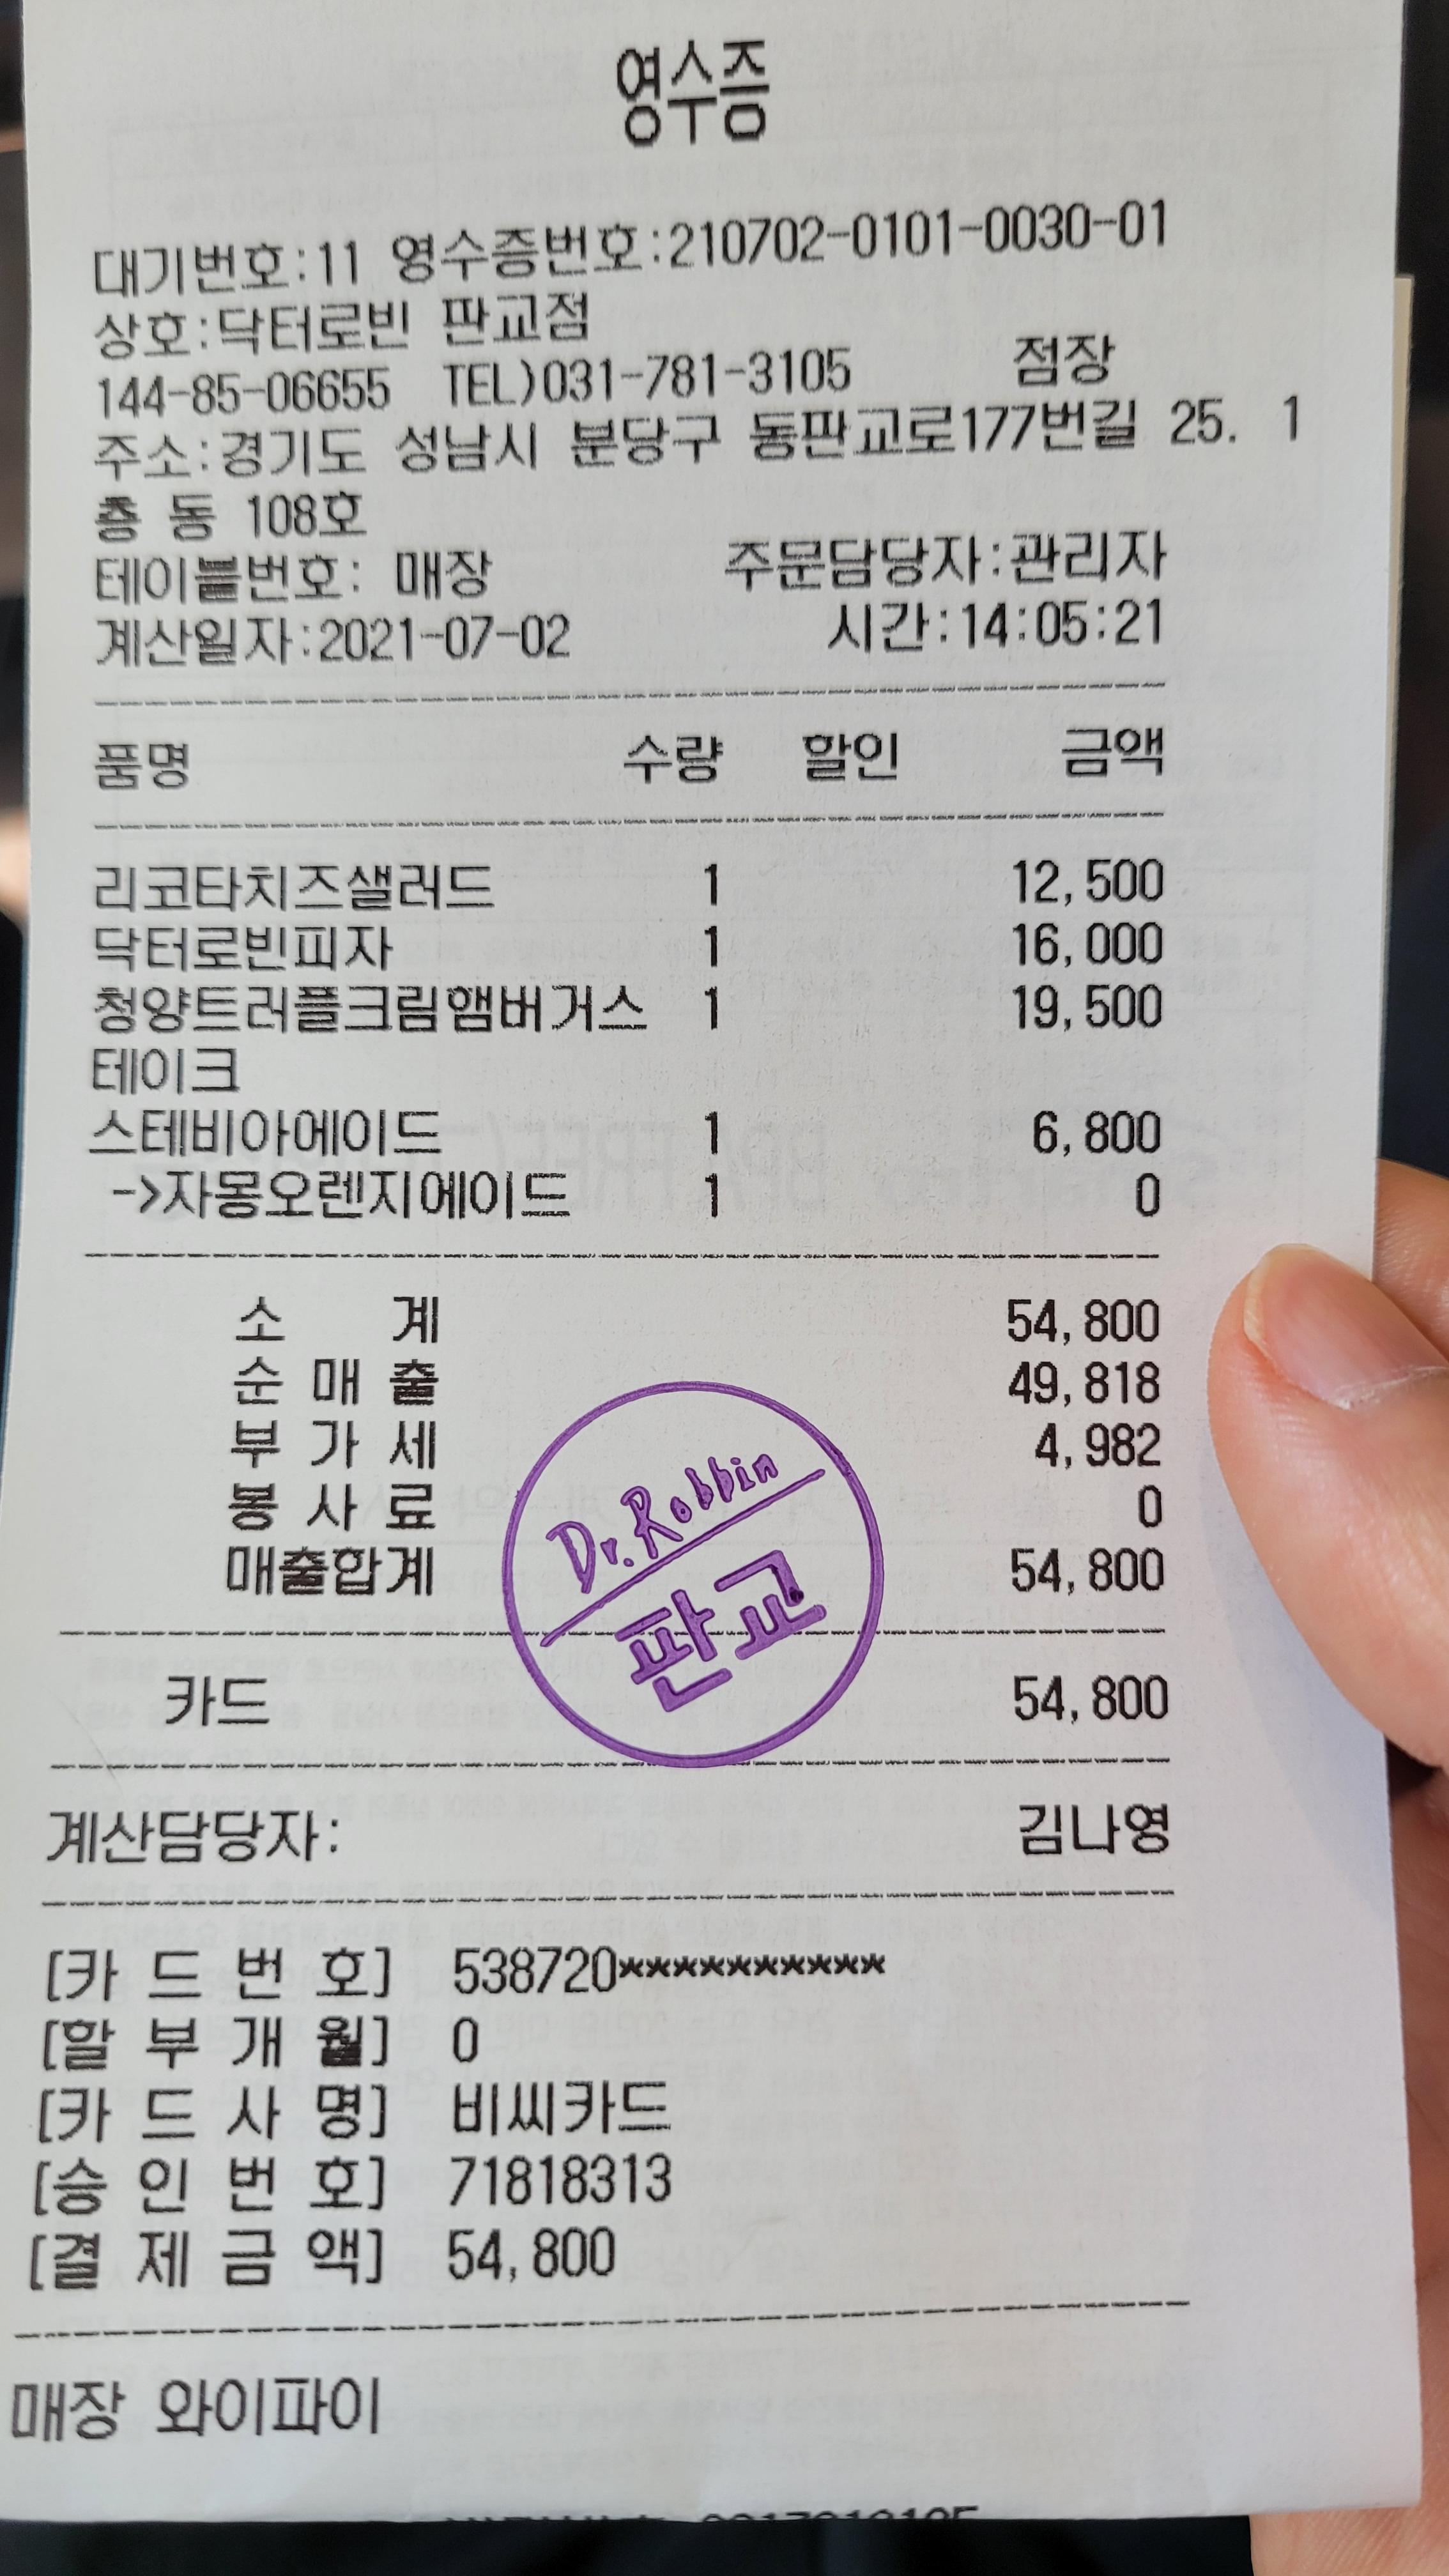 영수증
대기번호:11 영수증번호:210702-0101-0030-01
상호:닥터로빈 판교점
144-85-06655 TEL)031-781-3105 점장
주소:경기도 성남시 분당구 동판교로177번길 25. 1
층 동 108호
테이블번호: 매장 주문담당자:관리자
계산일자:2021-07-02 시간:14:05:21
품명 수량 할인 금액
리코타치즈샐러드 1 12,500
닥터로빈피자 1 16,000
청양트러플크림햄버거스 1 19,500
테이크
스테비아에이드 1 6,800
->자몽오렌지에이드 1 0
소 계 54,800
순 매 출 49,818
부 가 세 4,982
봉 사 료 0
매출합계 54,800
Dr.Robbin
판교
카드 54,800
계산담당자: 김나영
[카 드 번 호] 538720**********
[할 부 개 월] 0
[카 드 사 명] 비씨카드
[승 인 번 호] 71818313
[결 제 금 액] 54,800
매장 와이파이